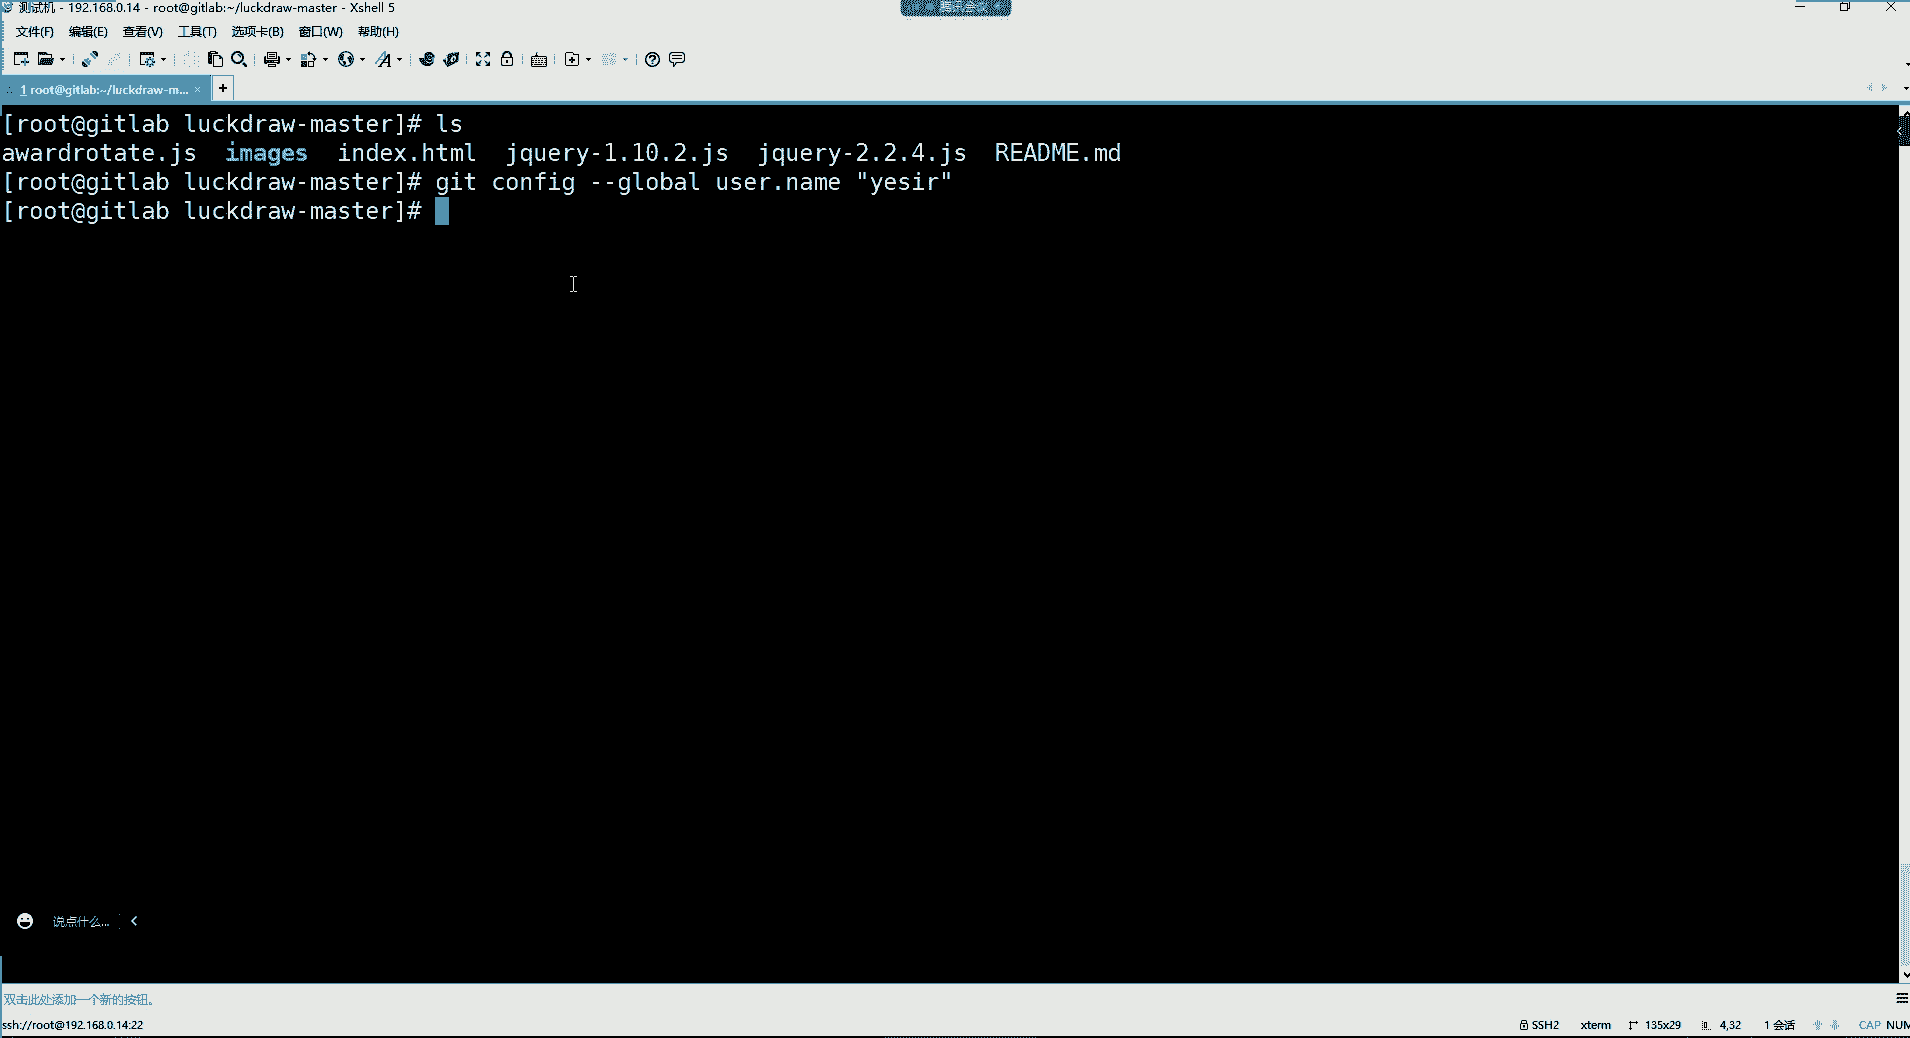 测试机 - 192.168.0.14 - root@gitlab:~/luckdraw-master - Xshell 5
腾讯会议
文件(F) 编辑(E) 查看(V) 工具(T) 选项卡(B) 窗口(W) 帮助(H)
1 root@gitlab:~/luckdraw-m... × +
[root@gitlab luckdraw-master]# ls
awardrotate.js images index.html jquery-1.10.2.js jquery-2.2.4.js README.md
[root@gitlab luckdraw-master]# git config --global user.name "yesir"
[root@gitlab luckdraw-master]#
说点什么...
双击此处添加一个新的按钮。
ssh://root@192.168.0.14:22 SSH2 xterm 135x29 4,32 1 会话 CAP NUM